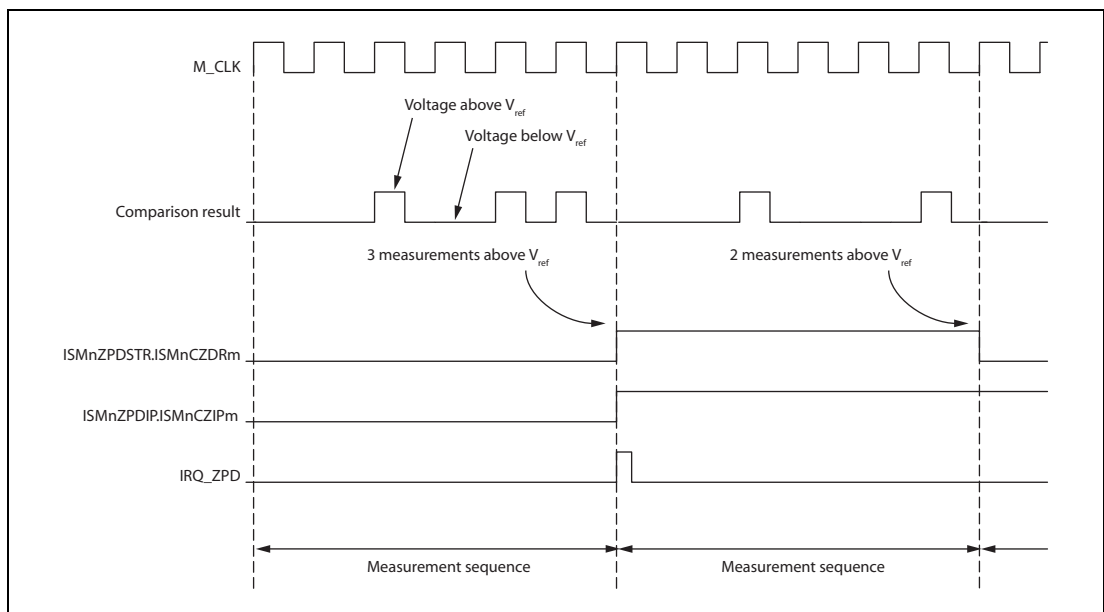 M_CLK
Voltage above Vref
Voltage below Vref
Comparison result
3 measurements above Vref
2 measurements above Vref
ISMnZPDSTR.ISMnCZDRm
ISMnZPDIP.ISMnCZIPm
IRQ_ZPD
Measurement sequence
Measurement sequence